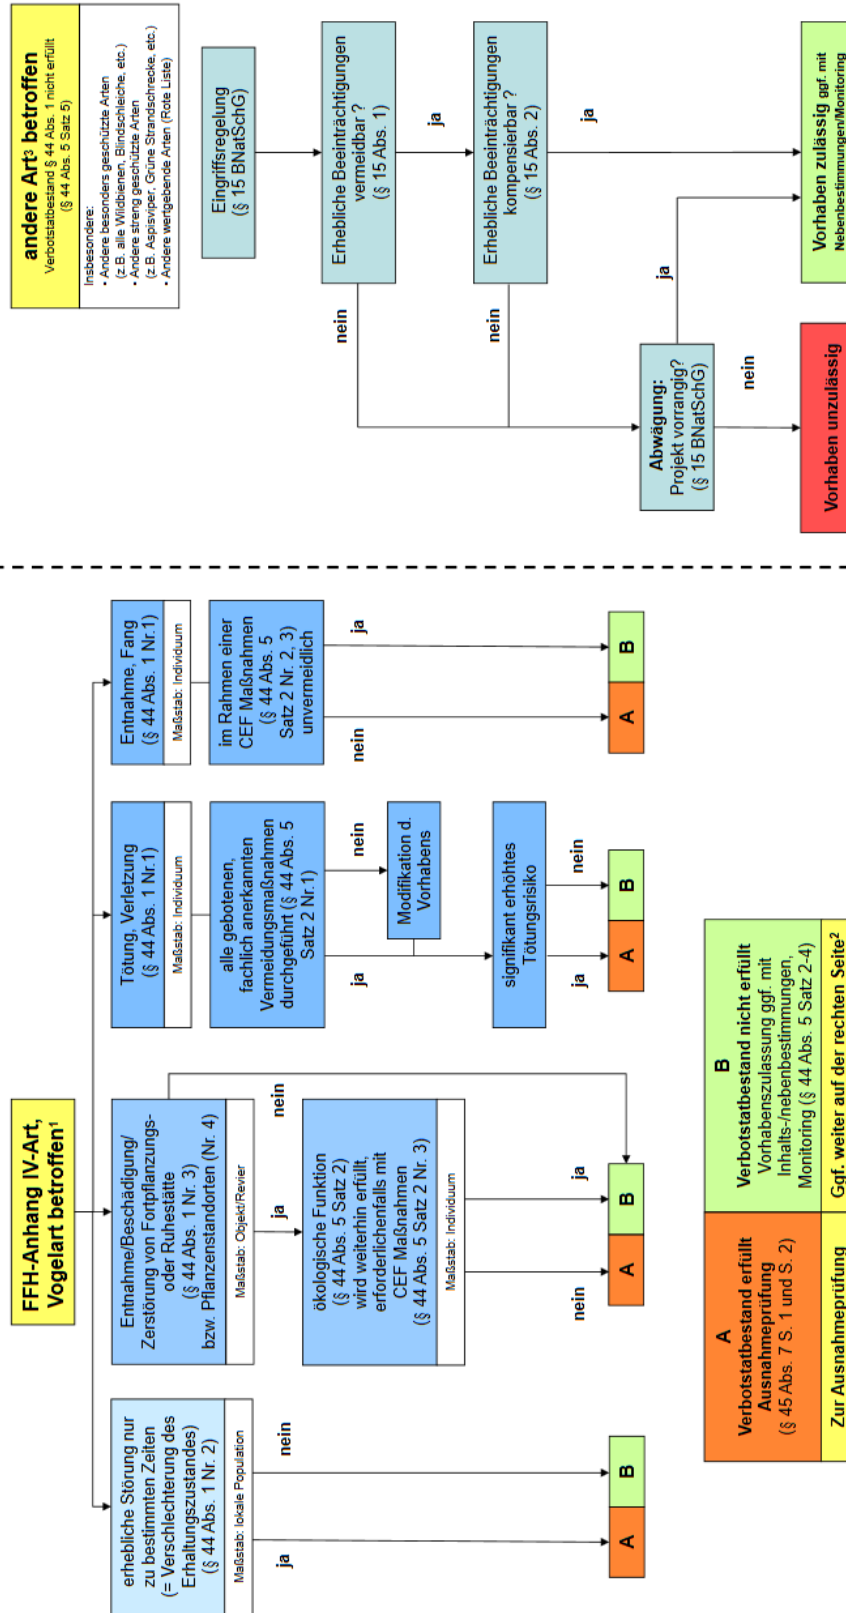 FFH-Anhang IV-Art,
Vogelart betroffen¹
erhebliche Störung nur
zu bestimmten Zeiten
(= Verschlechterung des
Erhaltungszustandes)
(§ 44 Abs. 1 Nr. 2)
Maßstab: lokale Population
ja
nein
A
B
Entnahme/Beschädigung/
Zerstörung von Fortpflanzungs-
oder Ruhestätte
(§ 44 Abs. 1 Nr. 3)
bzw. Pflanzenstandorten (Nr. 4)
Maßstab: Objekt/Revier
ja
nein
ökologische Funktion
(§ 44 Abs. 5 Satz 2)
wird weiterhin erfüllt,
erforderlichenfalls mit
CEF Maßnahmen
(§ 44 Abs. 5 Satz 2 Nr. 3)
Maßstab: Individuum
nein
ja
A
B
Tötung, Verletzung
(§ 44 Abs. 1 Nr.1)
Maßstab: Individuum
alle gebotenen,
fachlich anerkannten
Vermeidungsmaßnahmen
durchgeführt (§ 44 Abs. 5
Satz 2 Nr.1)
ja
nein
Modifikation d.
Vorhabens
signifikant erhöhtes
Tötungsrisiko
ja
nein
A
B
Entnahme, Fang
(§ 44 Abs. 1 Nr.1)
Maßstab: Individuum
im Rahmen einer
CEF Maßnahmen
(§ 44 Abs. 5
Satz 2 Nr. 2, 3)
unvermeidlich
nein
ja
A
B
A
Verbotstatbestand erfüllt
Ausnahmeprüfung
(§ 45 Abs. 7 S. 1 und S. 2)
Zur Ausnahmeprüfung
B
Verbotstatbestand nicht erfüllt
Vorhabenszulassung ggf. mit
Inhalts-/nebenbestimmungen,
Monitoring (§ 44 Abs. 5 Satz 2-4)
Ggf. weiter auf der rechten Seite²
andere Art³ betroffen
Verbotstatbestand § 44 Abs. 1 nicht erfüllt
(§ 44 Abs. 5 Satz 5)
Insbesondere:
• Andere besonders geschützte Arten
(z.B. alle Wildbienen, Blindschleiche, etc.)
• Andere streng geschützte Arten
(z.B. Aspisviper, Grüne Strandschrecke, etc.)
• Andere wertgebende Arten (Rote Liste)
Eingriffsregelung
(§ 15 BNatSchG)
Erhebliche Beeinträchtigungen
vermeidbar ?
(§ 15 Abs. 1)
nein
ja
Erhebliche Beeinträchtigungen
kompensierbar ?
(§ 15 Abs. 2)
nein
ja
Abwägung:
Projekt vorrangig?
(§ 15 BNatSchG)
nein
ja
Vorhaben unzulässig
Vorhaben zulässig ggf. mit
Nebenbestimmungen/Monitoring